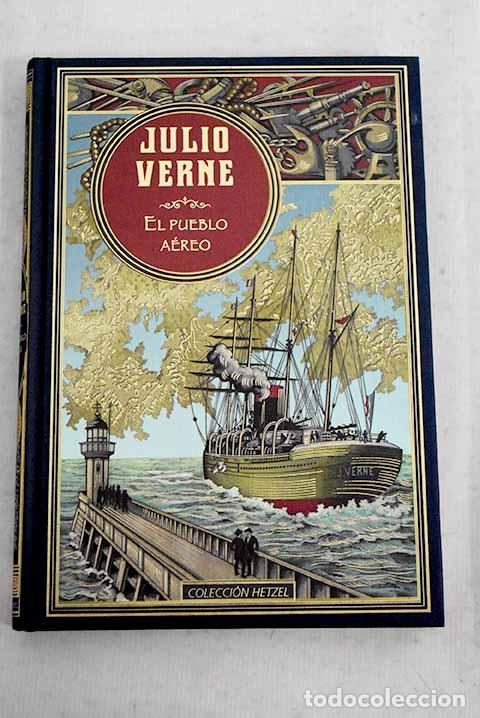 JULIO
VERNE
EL PUEBLO
AÉREO
J. VERNE
COLECCIÓN HETZEL
todocoleccion